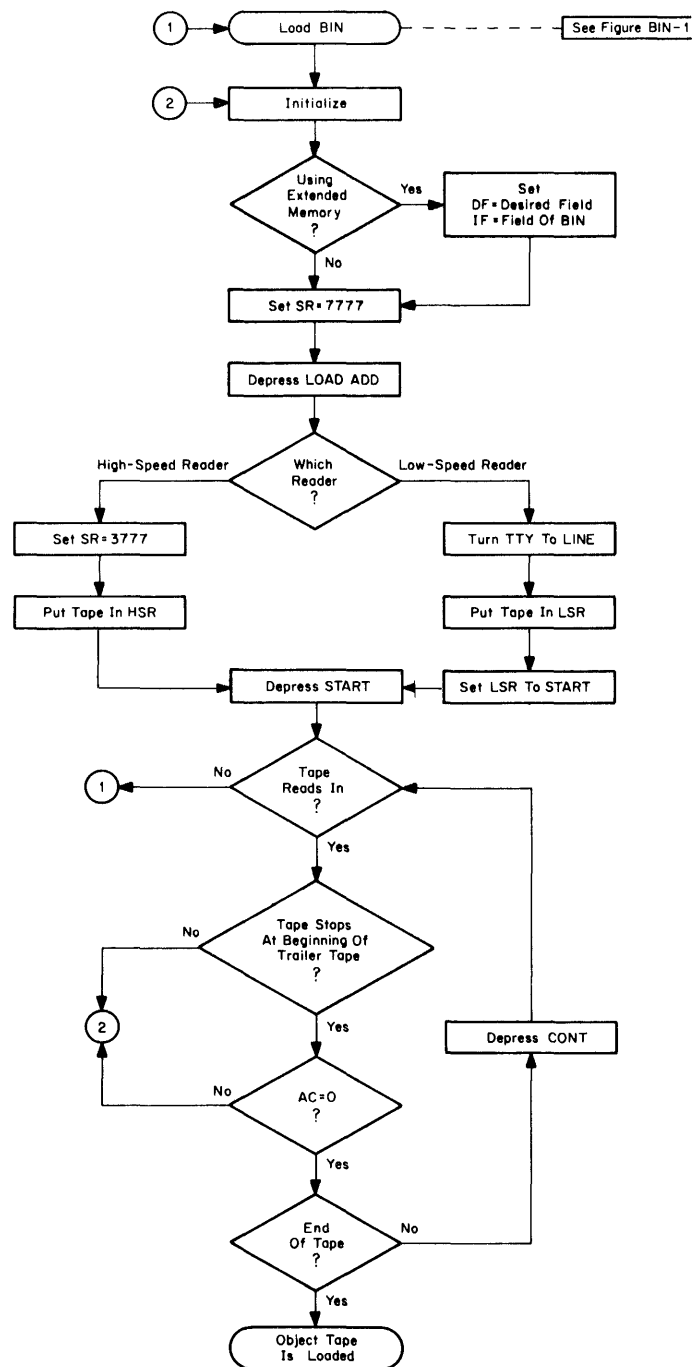 1
Load BIN
See Figure BIN-1
2
Initialize
Using
Extended
Memory
?
Yes
Set
DF=Desired Field
IF=Field Of BIN
No
Set SR=7777
Depress LOAD ADD
High-Speed Reader
Which
Reader
?
Low-Speed Reader
Set SR=3777
Turn TTY To LINE
Put Tape In HSR
Put Tape In LSR
Depress START
Set LSR To START
1
No
Tape
Reads In
?
Yes
No
Tape Stops
At Beginning Of
Trailer Tape
?
2
Yes
Depress CONT
No
AC=0
?
Yes
End
Of Tape
?
No
Yes
Object Tape
Is Loaded